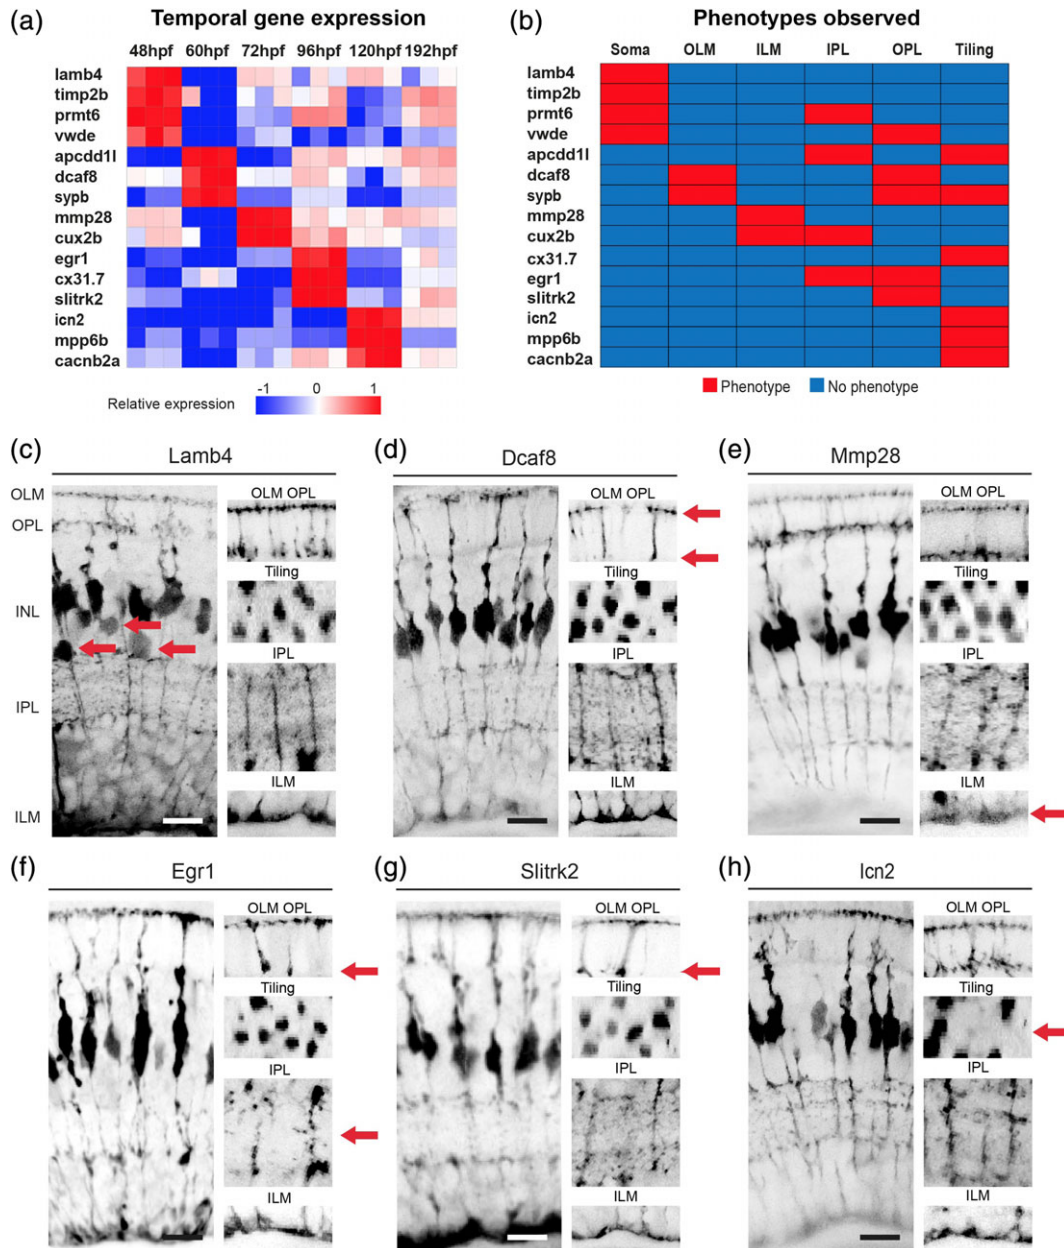 (a) Temporal gene expression
48hpf 60hpf 72hpf 96hpf 120hpf 192hpf
lamb4
timp2b
prmt6
vwde
apcdd1l
dcaf8
sypb
mmp28
cux2b
egr1
cx31.7
slitrk2
icn2
mpp6b
cacnb2a
Relative expression
-1 0 1
(b) Phenotypes observed
Soma OLM ILM IPL OPL Tiling
lamb4
timp2b
prmt6
vwde
apcdd1l
dcaf8
sypb
mmp28
cux2b
cx31.7
egr1
slitrk2
icn2
mpp6b
cacnb2a
Phenotype No phenotype
(c) Lamb4
OLM
OPL
INL
IPL
ILM
OLM OPL
Tiling
IPL
ILM
(d) Dcaf8
OLM OPL
Tiling
IPL
ILM
(e) Mmp28
OLM OPL
Tiling
IPL
ILM
(f) Egr1
OLM OPL
Tiling
IPL
ILM
(g) Slitrk2
OLM OPL
Tiling
IPL
ILM
(h) Icn2
OLM OPL
Tiling
IPL
ILM